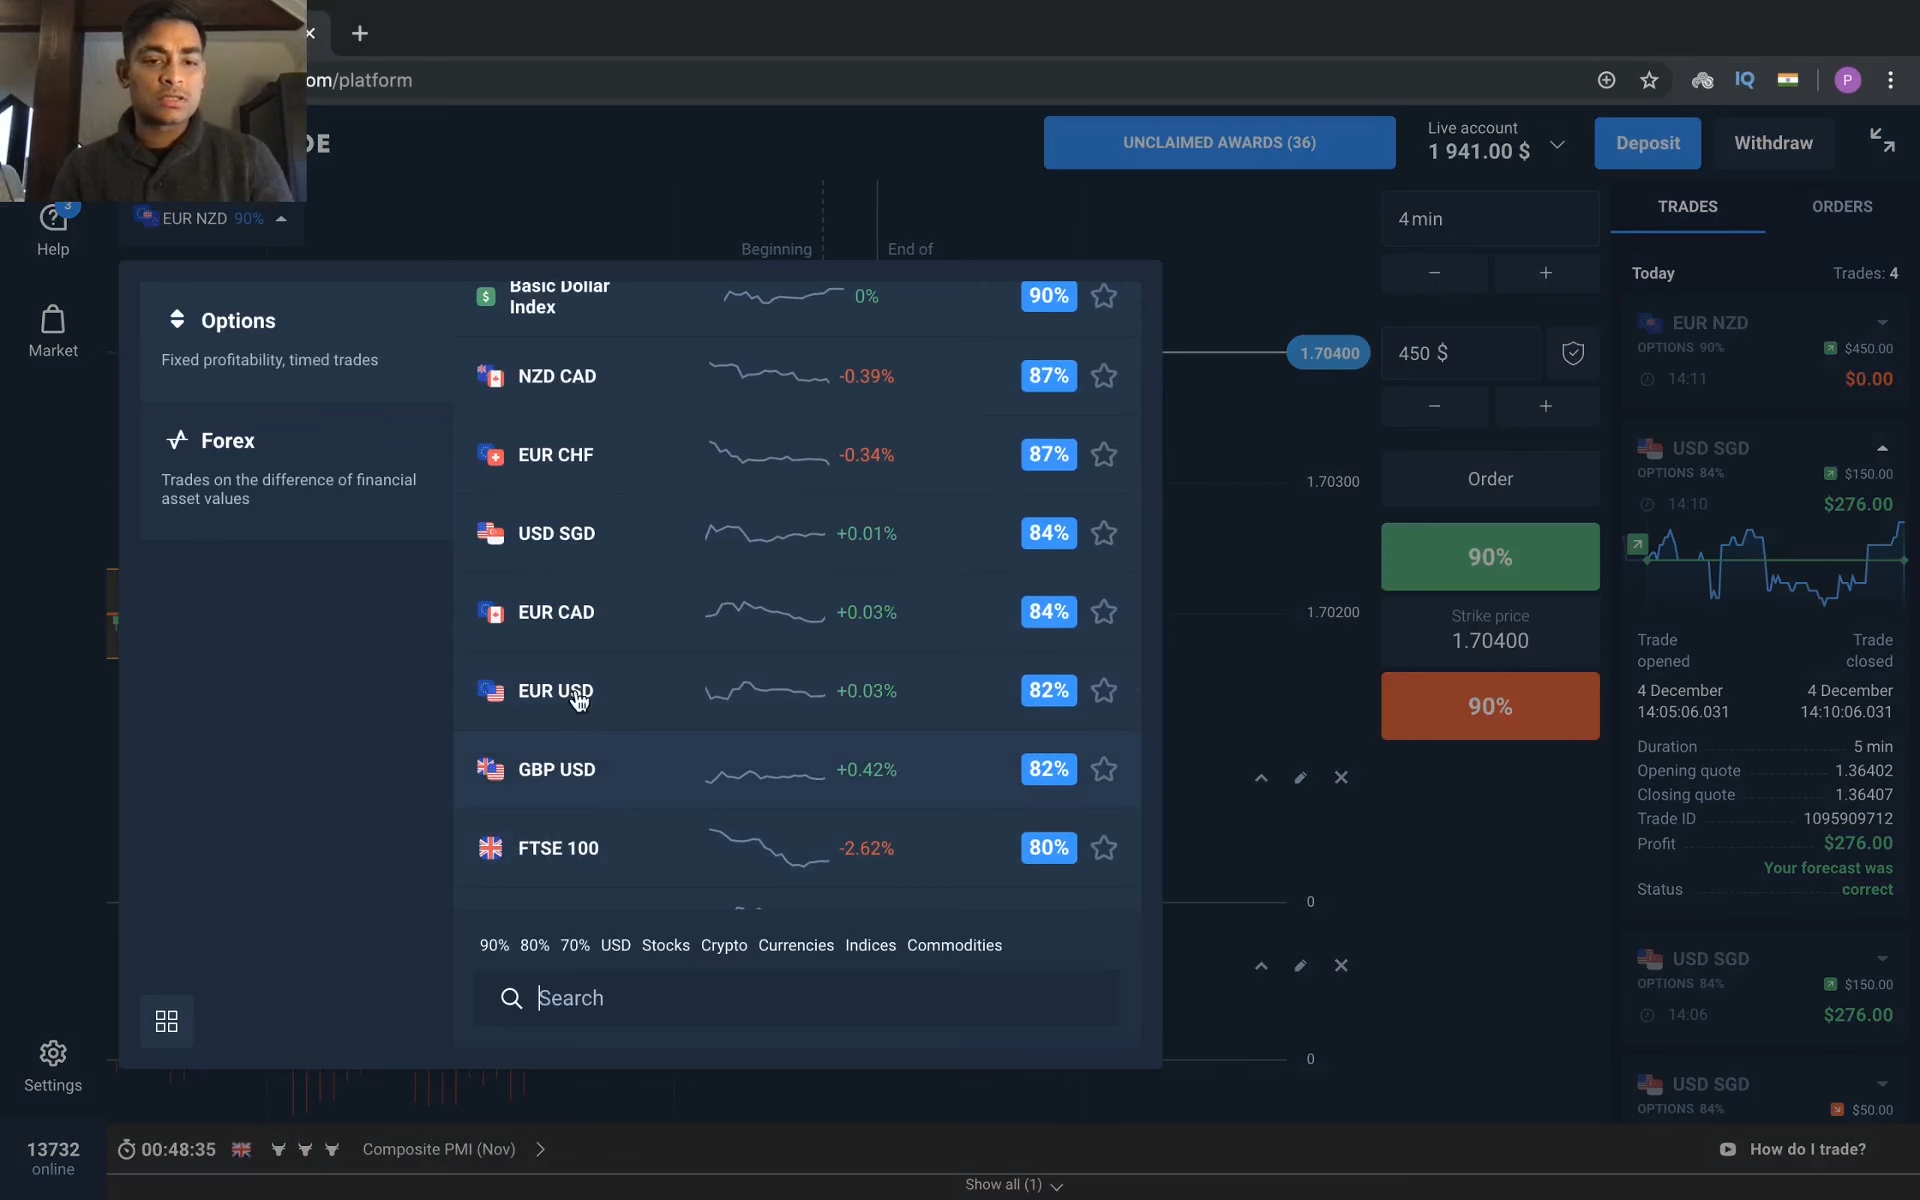 om/platform
P
IQ
DE
UNCLAIMED AWARDS (36)
Live account
1 941.00 $
Deposit
Withdraw
3
Help
EUR NZD 90%
Beginning
End of
4 min
TRADES
ORDERS
Today
Trades: 4
Market
Options
Fixed profitability, timed trades
Forex
Trades on the difference of financial
asset values
Basic Dollar
Index
0%
90%
NZD CAD
-0.39%
87%
EUR CHF
-0.34%
87%
USD SGD
+0.01%
84%
EUR CAD
+0.03%
84%
EUR USD
+0.03%
82%
GBP USD
+0.42%
82%
FTSE 100
-2.62%
80%
90% 80% 70% USD Stocks Crypto Currencies Indices Commodities
Search
1.70400
1.70300
1.70200
0
0
450 $
Order
90%
Strike price
1.70400
90%
EUR NZD
OPTIONS 90%
$450.00
14:11
$0.00
USD SGD
OPTIONS 84%
$150.00
14:10
$276.00
Trade
opened
Trade
closed
4 December
14:05:06.031
4 December
14:10:06.031
Duration
5 min
Opening quote
1.36402
Closing quote
1.36407
Trade ID
1095909712
Profit
$276.00
Status
Your forecast was
correct
USD SGD
OPTIONS 84%
$150.00
14:06
$276.00
USD SGD
OPTIONS 84%
$50.00
Settings
13732
online
00:48:35
Composite PMI (Nov)
How do I trade?
Show all (1)